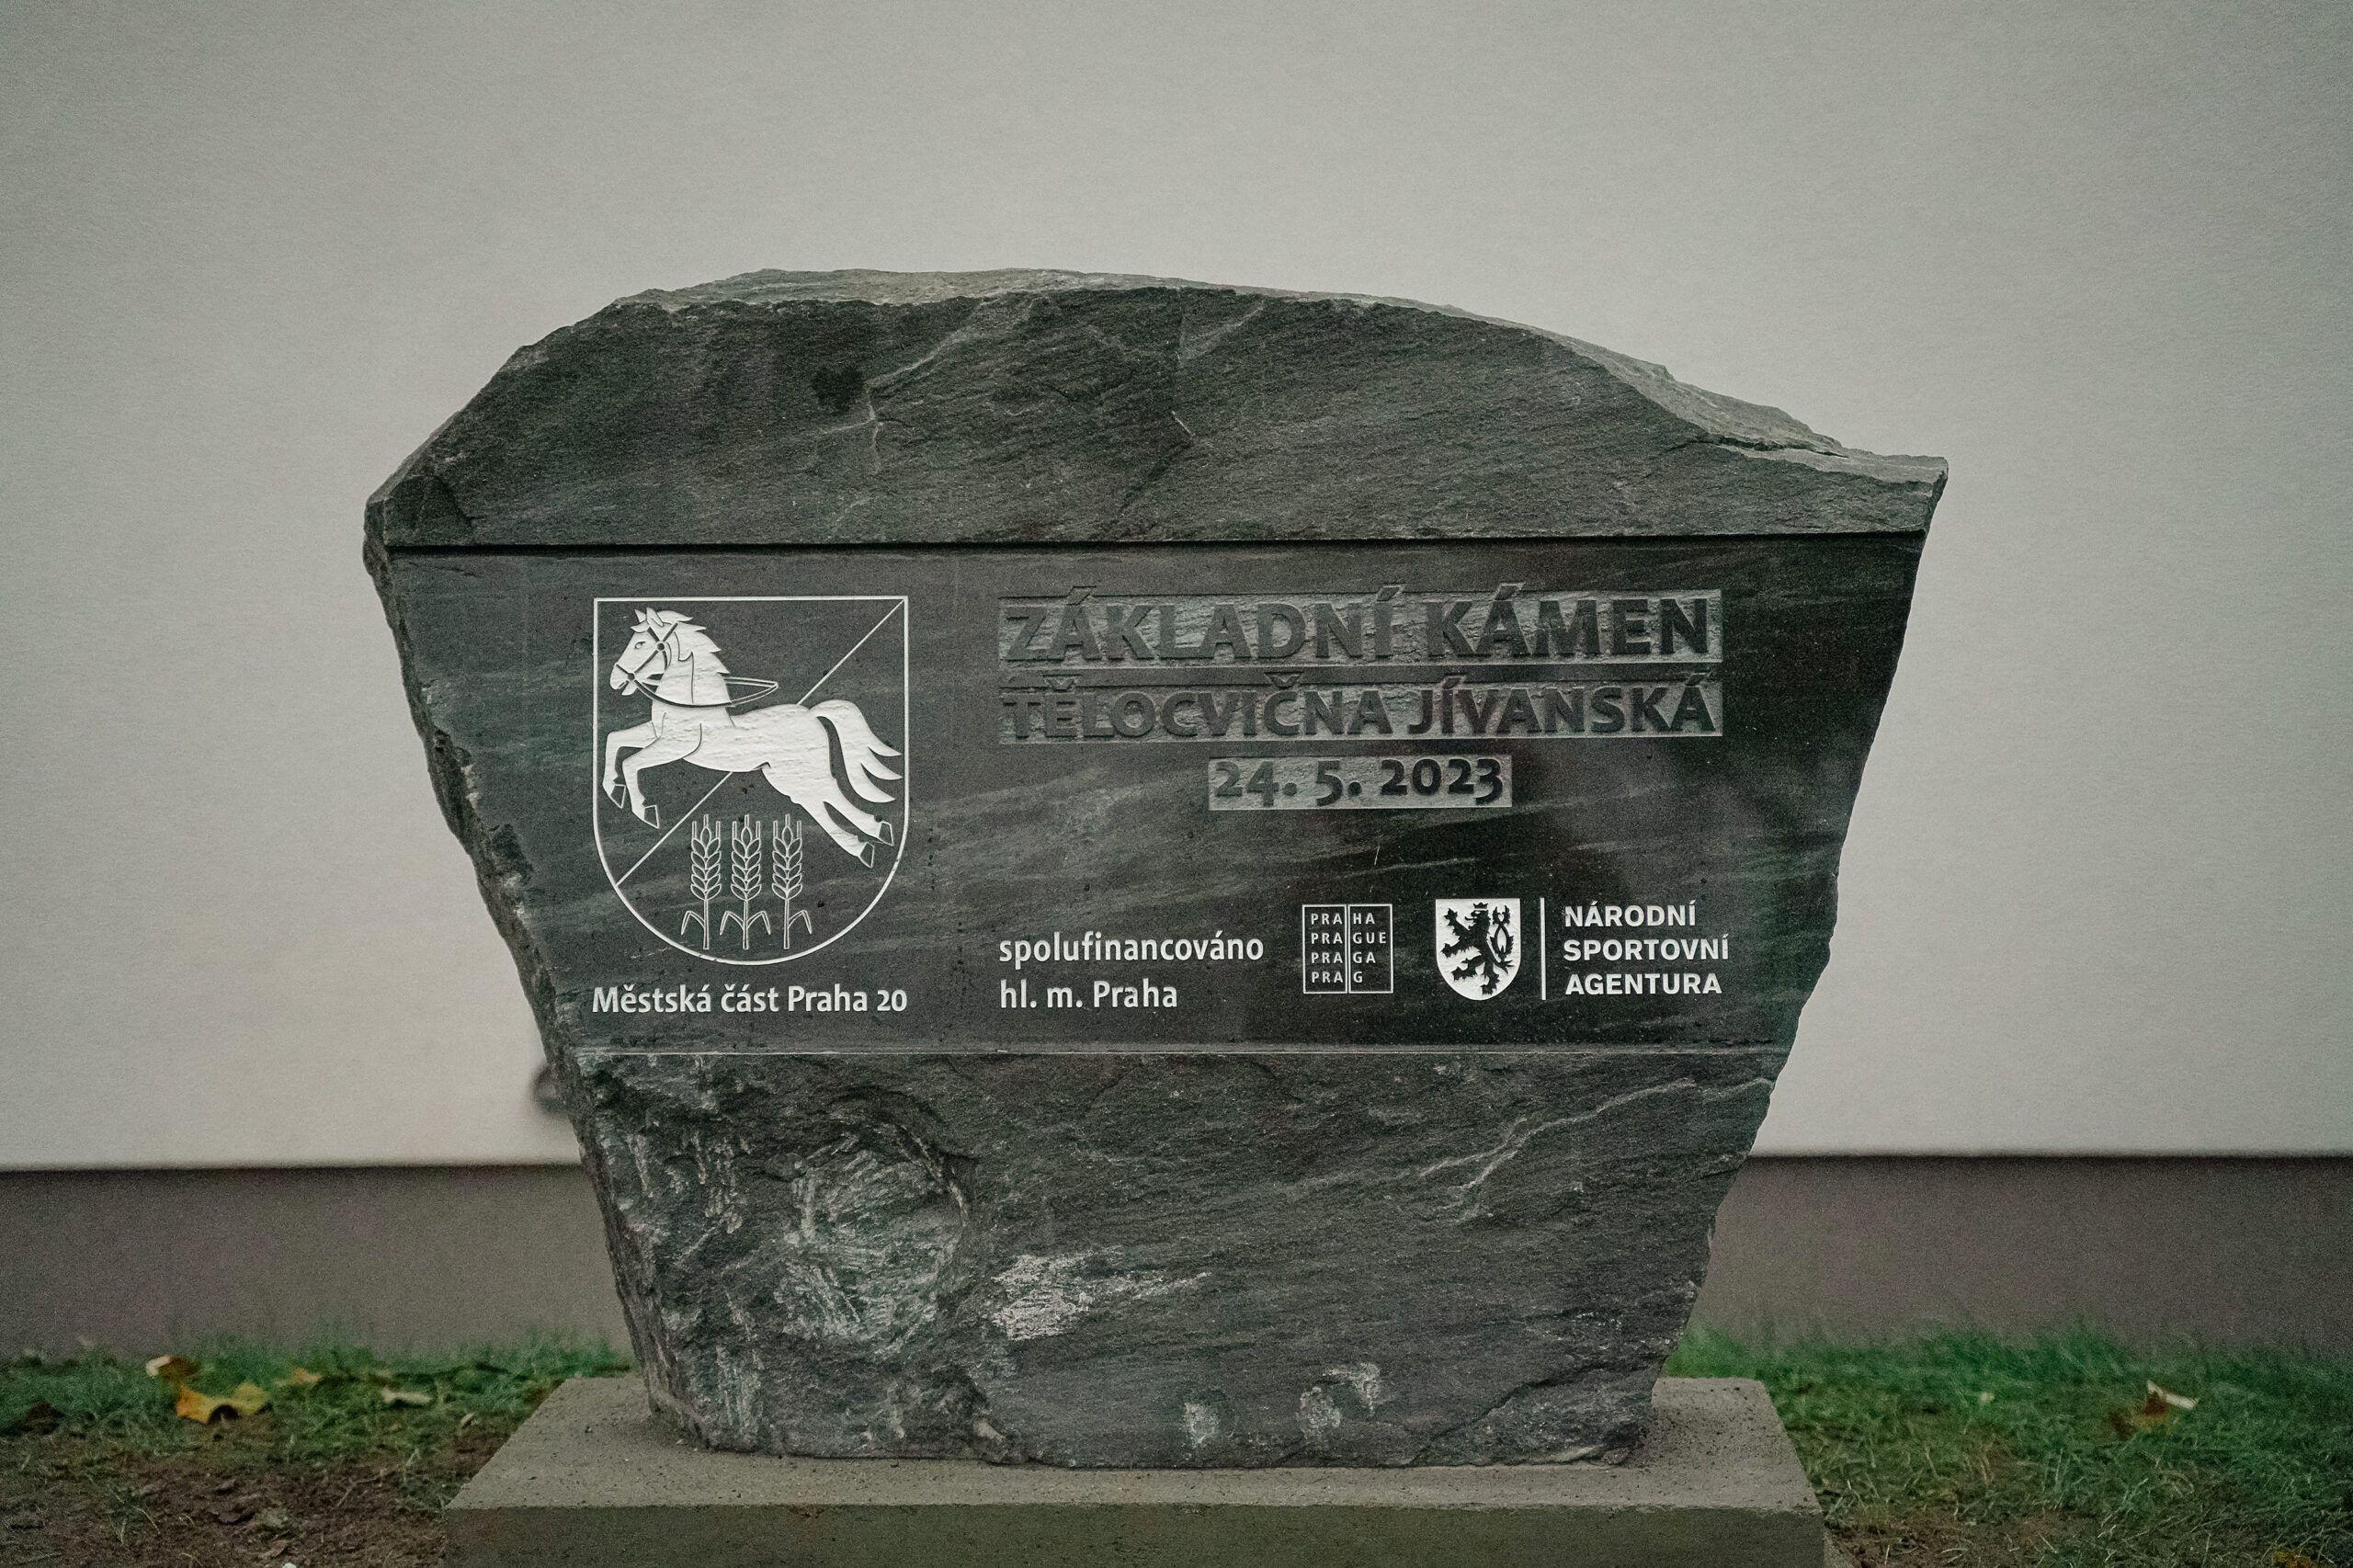 ZÁKLADNÍ KÁMEN
TĚLOCVIČNA JÍVANSKÁ
24. 5. 2023
Městská část Praha 20
spolufinancováno
hl. m. Praha
PRA HA
PRA GUE
PRA GA
PRA G
NÁRODNÍ
SPORTOVNÍ
AGENTURA